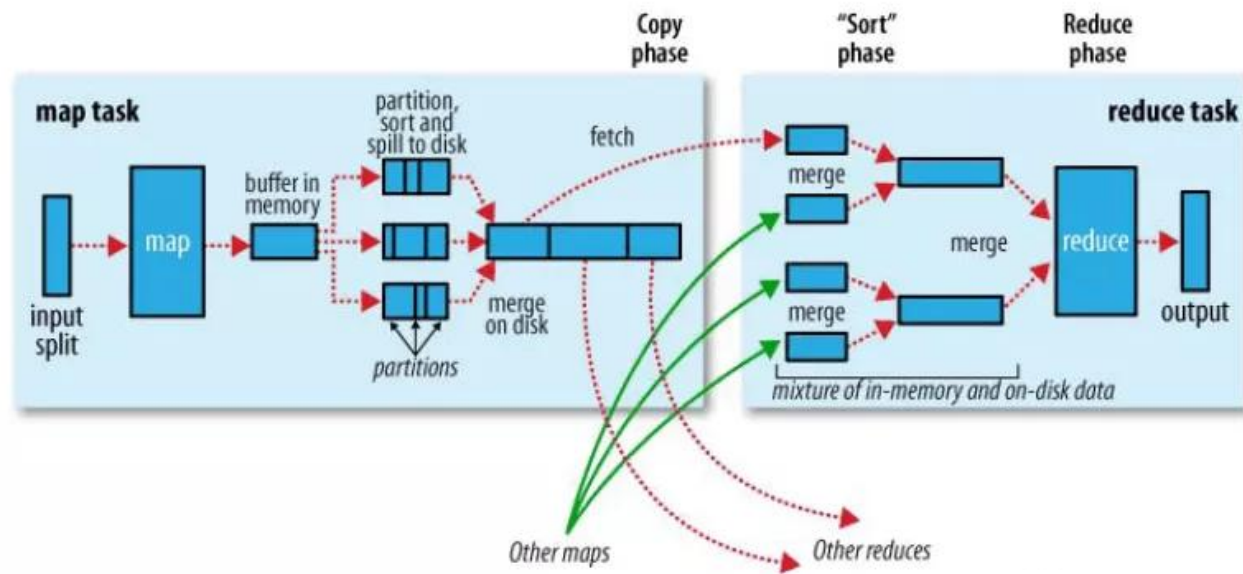 Copy
phase
“Sort”
phase
Reduce
phase
map task
partition,
sort and
spill to disk
fetch
reduce task
buffer in
memory
merge
map
merge
reduce
input
split
merge
on disk
merge
output
partitions
mixture of in-memory and on-disk data
Other maps
Other reduces